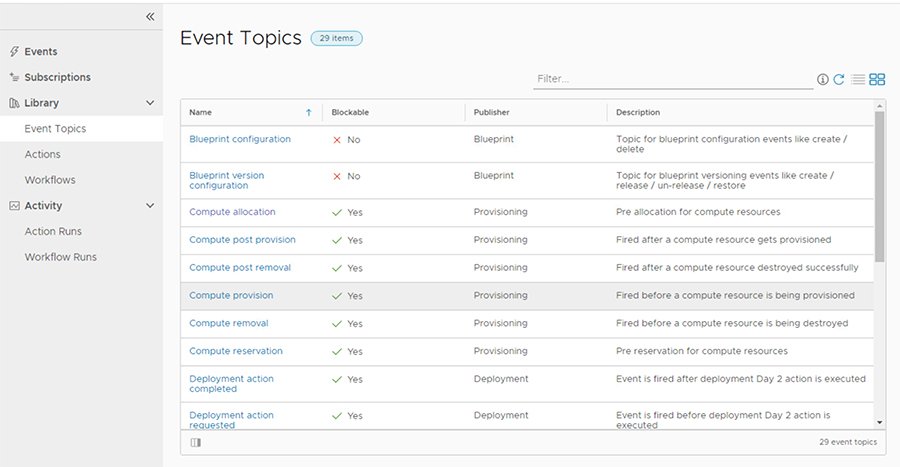 Events
Subscriptions
Library
Event Topics
Actions
Workflows
Activity
Action Runs
Workflow Runs
Event Topics 29 items
Filter...
Name Blockable Publisher Description
Blueprint configuration No Blueprint Topic for blueprint configuration events like create /
delete
Blueprint version No Blueprint Topic for blueprint versioning events like create /
configuration release / un-release / restore
Compute allocation Yes Provisioning Pre allocation for compute resources
Compute post provision Yes Provisioning Fired after a compute resource gets provisioned
Compute post removal Yes Provisioning Fired after a compute resource destroyed successfully
Compute provision Yes Provisioning Fired before a compute resource is being provisioned
Compute removal Yes Provisioning Fired before a compute resource is being destroyed
Compute reservation Yes Provisioning Pre reservation for compute resources
Deployment action Yes Deployment Event is fired after deployment Day 2 action is executed
completed
Deployment action Yes Deployment Event is fired before deployment Day 2 action is
requested executed
29 event topics